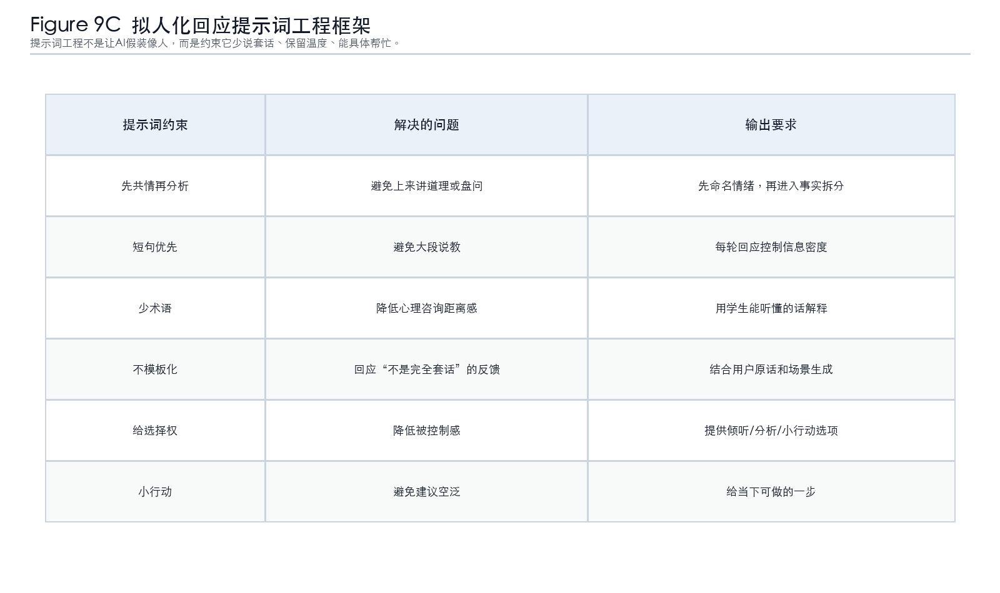 Figure 9C 拟人化回应提示词工程框架
提示词工程不是让AI假装像人，而是约束它少说套话、保留温度、能具体帮忙。
提示词约束 解决的问题 输出要求
先共情再分析 避免上来讲道理或盘问 先命名情绪，再进入事实拆分
短句优先 避免大段说教 每轮回应控制信息密度
少术语 降低心理咨询距离感 用学生能听懂的话解释
不模板化 回应“不是完全套话”的反馈 结合用户原话和场景生成
给选择权 降低被控制感 提供倾听/分析/小行动选项
小行动 避免建议空泛 给当下可做的一步